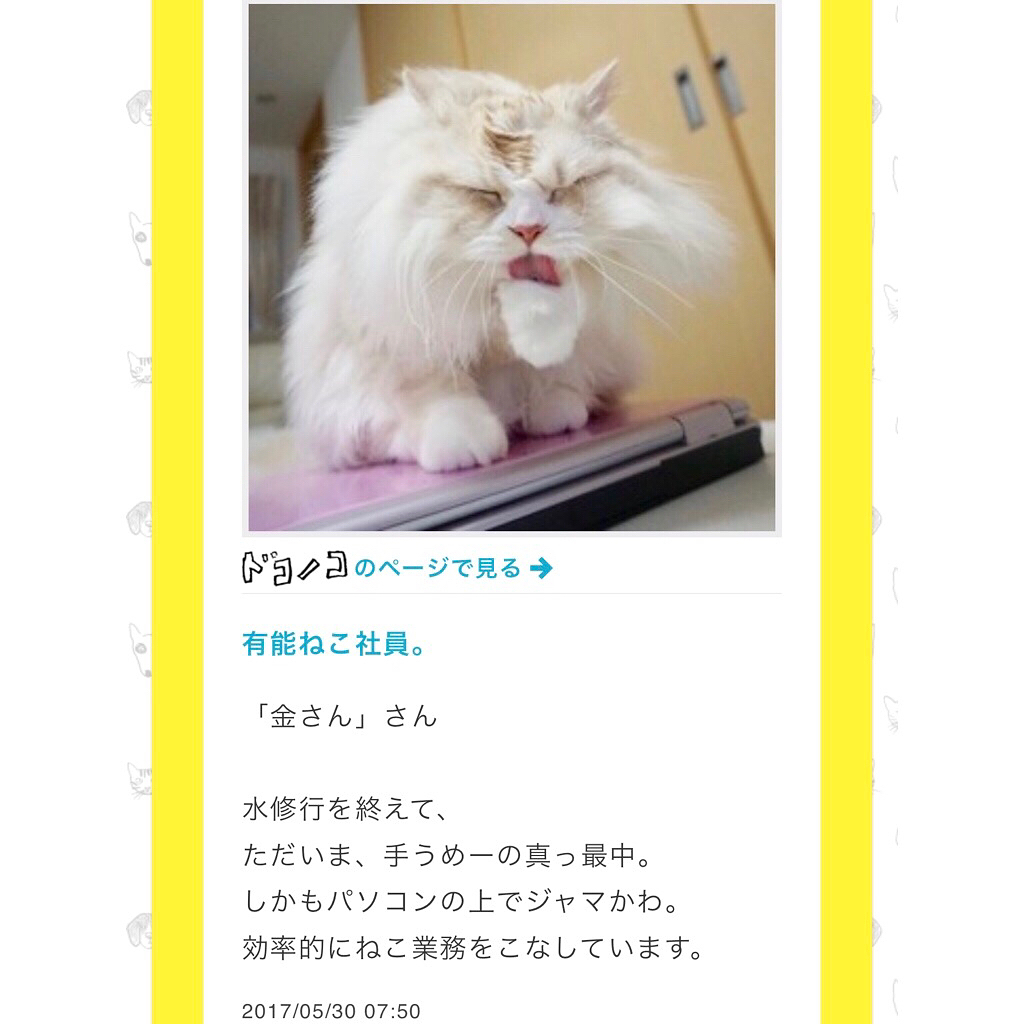 ドコノコのページで見る
有能ねこ社員。
「金さん」さん
水修行を終えて、
ただいま、手うめーの真っ最中。
しかもパソコンの上でジャマかわ。
効率的にねこ業務をこなしています。
2017/05/30 07:50